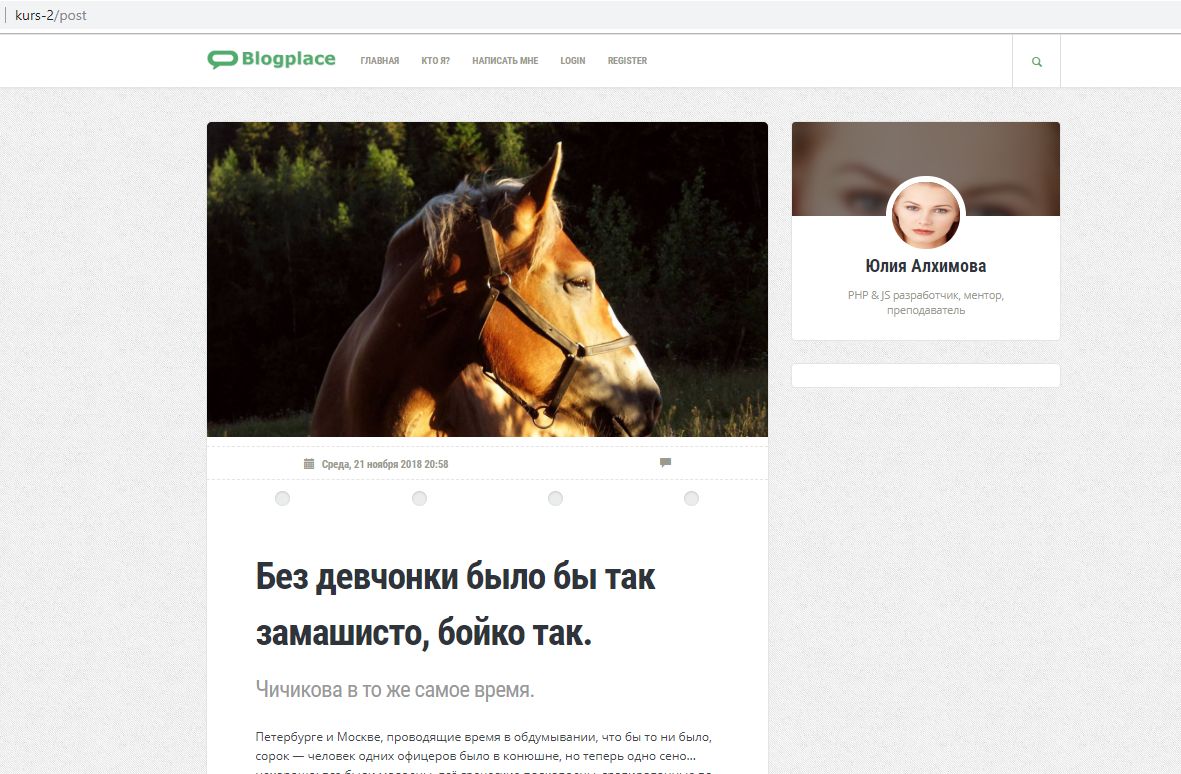 kurs-2/post
Blogplace
ГЛАВНАЯ
КТО Я?
НАПИСАТЬ МНЕ
LOGIN
REGISTER
Юлия Алхимова
PHP & JS разработчик, ментор,
преподаватель
Среда, 21 ноября 2018 20:58
Без девчонки было бы так
замашисто, бойко так.
Чичикова в то же самое время.
Петербурге и Москве, проводящие время в обдумывании, что бы то ни было,
сорок — человек одних офицеров было в конюшне, но теперь одно сено...